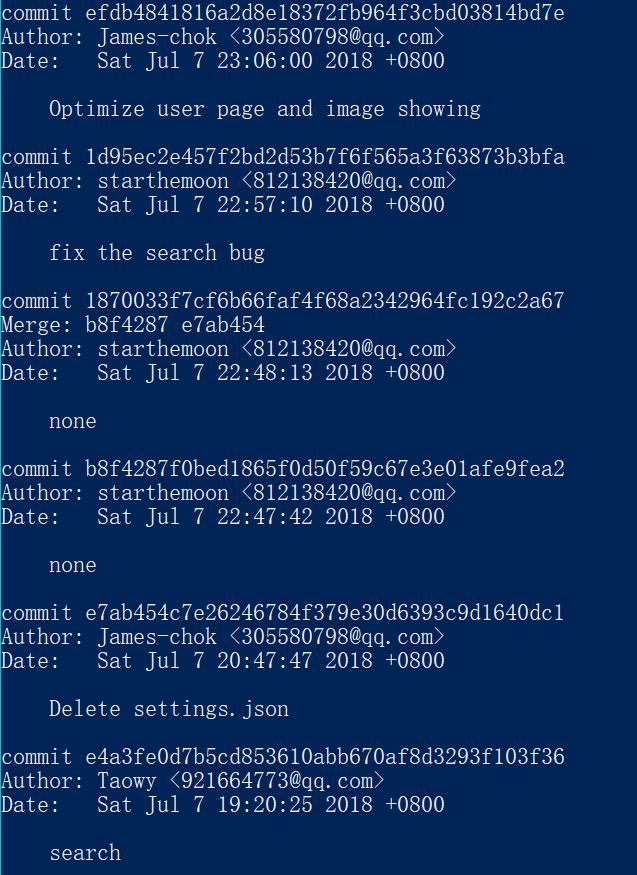 commit efdb4841816a2d8e18372fb964f3cbd03814bd7e
Author: James-chok <305580798@qq.com>
Date:   Sat Jul 7 23:06:00 2018 +0800
Optimize user page and image showing
commit 1d95ec2e457f2bd2d53b7f6f565a3f63873b3bfa
Author: starthemoon <812138420@qq.com>
Date:   Sat Jul 7 22:57:10 2018 +0800
fix the search bug
commit 1870033f7cf6b66faf4f68a2342964fc192c2a67
Merge: b8f4287 e7ab454
Author: starthemoon <812138420@qq.com>
Date:   Sat Jul 7 22:48:13 2018 +0800
none
commit b8f4287f0bed1865f0d50f59c67e3e01afe9fea2
Author: starthemoon <812138420@qq.com>
Date:   Sat Jul 7 22:47:42 2018 +0800
none
commit e7ab454c7e26246784f379e30d6393c9d1640dc1
Author: James-chok <305580798@qq.com>
Date:   Sat Jul 7 20:47:47 2018 +0800
Delete settings.json
commit e4a3fe0d7b5cd853610abb670af8d3293f103f36
Author: Taowy <921664773@qq.com>
Date:   Sat Jul 7 19:20:25 2018 +0800
search